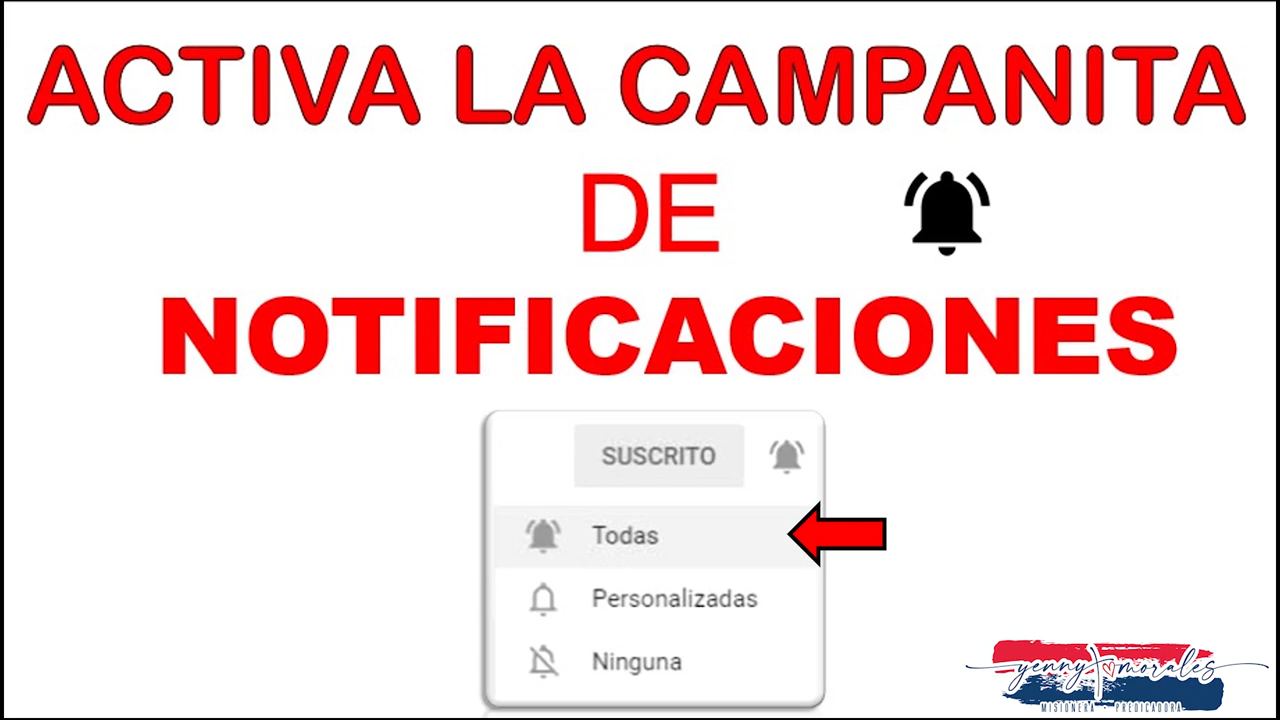 ACTIVA LA CAMPANITA
DE
NOTIFICACIONES
SUSCRITO
Todas
Personalizadas
Ninguna
yenny morales
MISIONERA - PREDICADORA